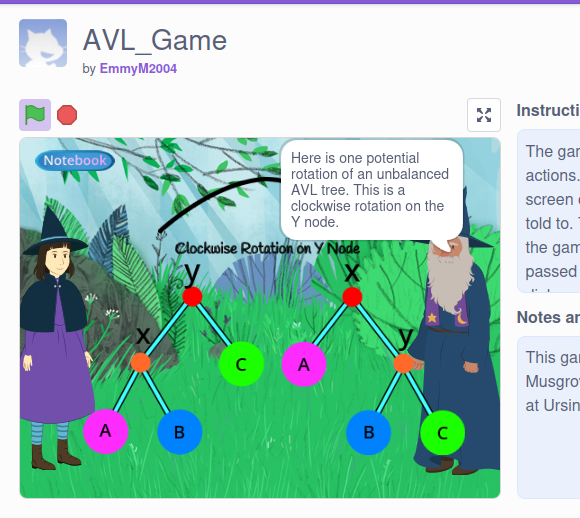 AVL_Game
by EmmyM2004
Instructi
Notebook
Here is one potential
rotation of an unbalanced
AVL tree. This is a
clockwise rotation on the
Y node.
Clockwise Rotation on Y Node
y
x
x
y
C
A
A
B
B
C
The gam
actions.
screen
told to.
the gam
passed
Notes an
This gar
Musgrov
at Ursin